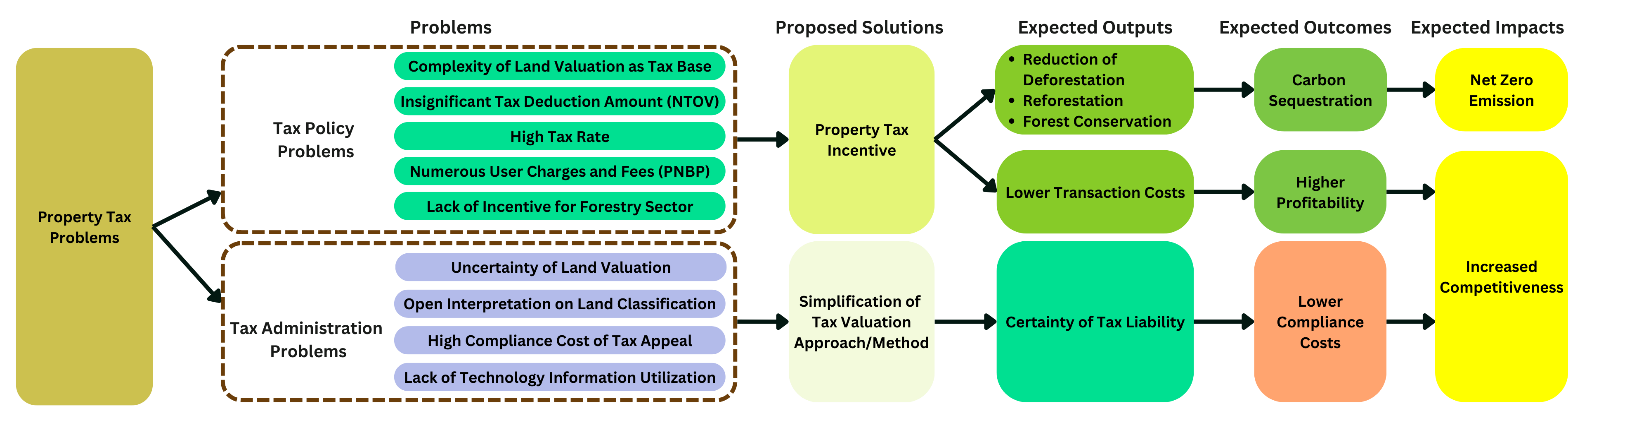 Problems
Proposed Solutions
Expected Outputs
Expected Outcomes
Expected Impacts
Property Tax
Problems
Tax Policy
Problems
Complexity of Land Valuation as Tax Base
Insignificant Tax Deduction Amount (NTOV)
High Tax Rate
Numerous User Charges and Fees (PNBP)
Lack of Incentive for Forestry Sector
Tax Administration
Problems
Uncertainty of Land Valuation
Open Interpretation on Land Classification
High Compliance Cost of Tax Appeal
Lack of Technology Information Utilization
Property Tax
Incentive
Simplification of
Tax Valuation
Approach/Method
• Reduction of
Deforestation
• Reforestation
• Forest Conservation
Lower Transaction Costs
Certainty of Tax Liability
Carbon
Sequestration
Higher
Profitability
Lower
Compliance
Costs
Net Zero
Emission
Increased
Competitiveness